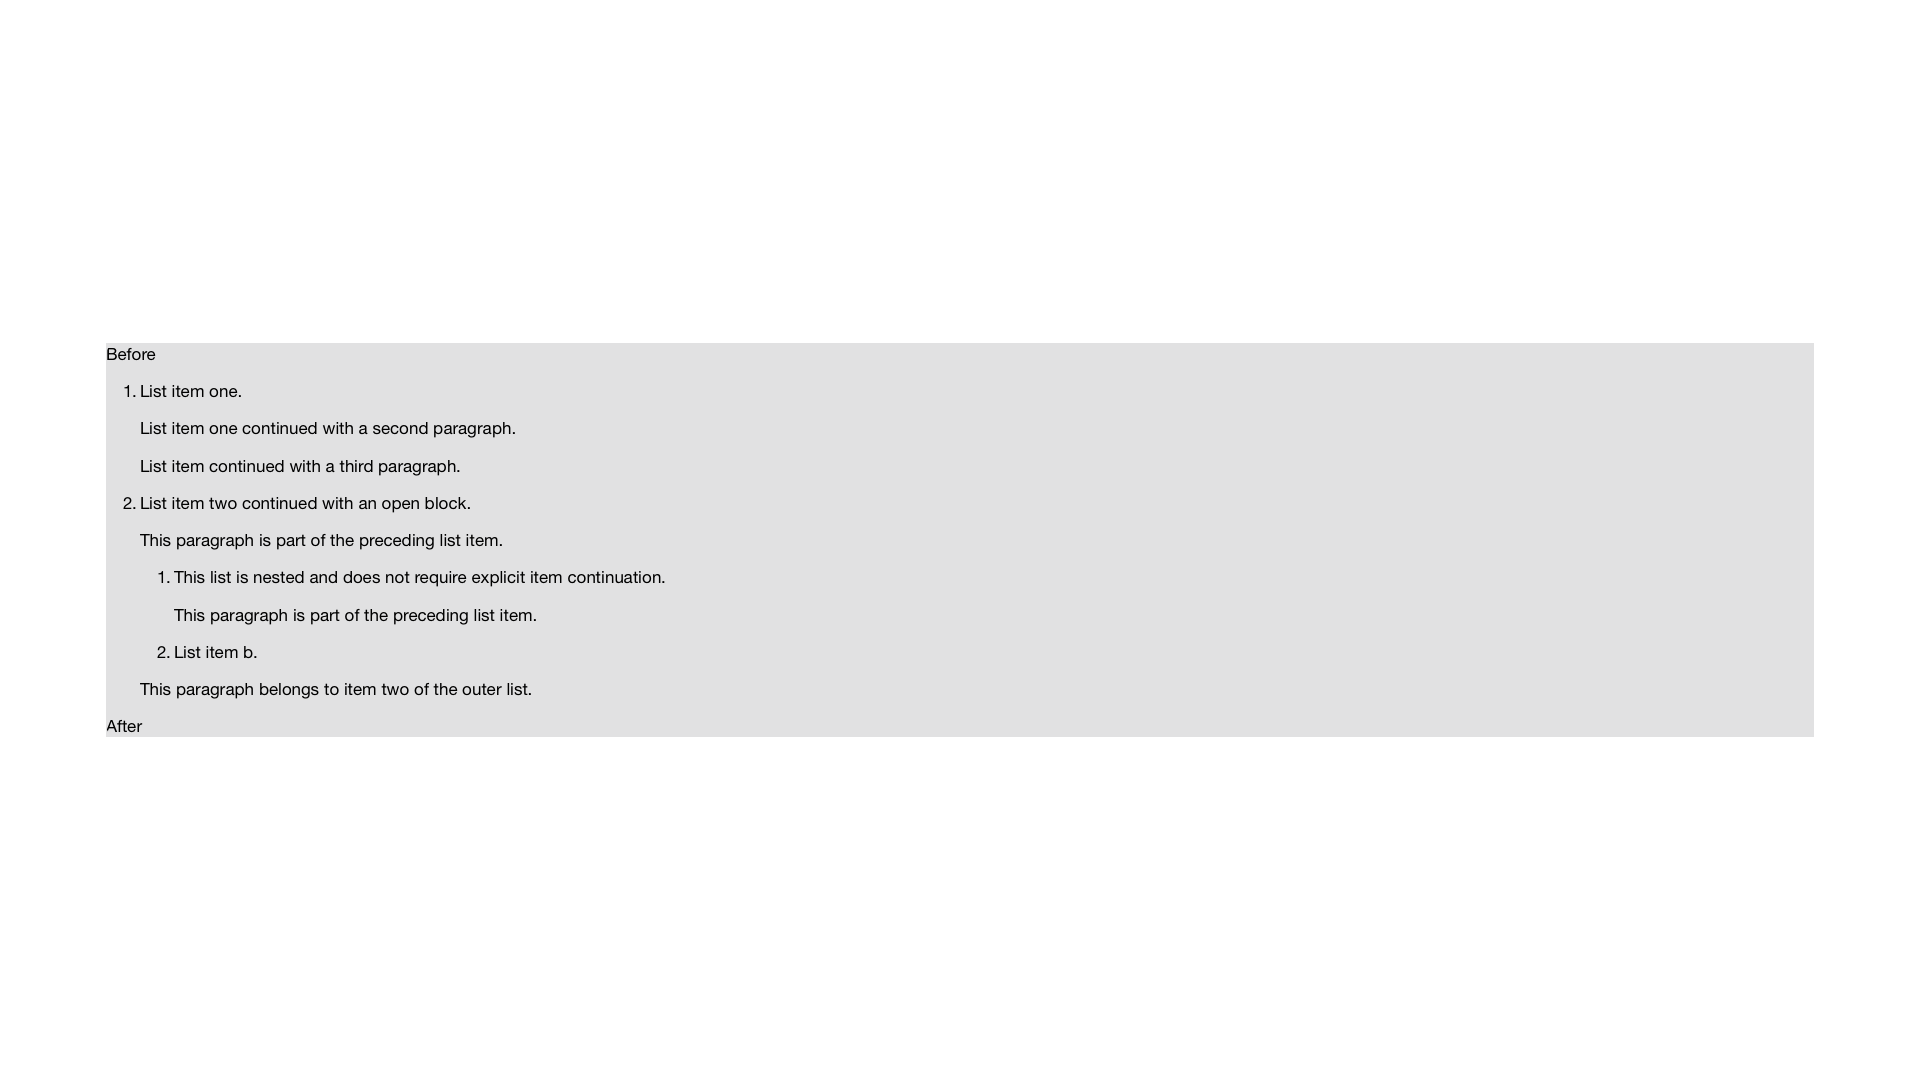 Before
1. List item one.
List item one continued with a second paragraph.
List item continued with a third paragraph.
2. List item two continued with an open block.
This paragraph is part of the preceding list item.
1. This list is nested and does not require explicit item continuation.
This paragraph is part of the preceding list item.
2. List item b.
This paragraph belongs to item two of the outer list.
After